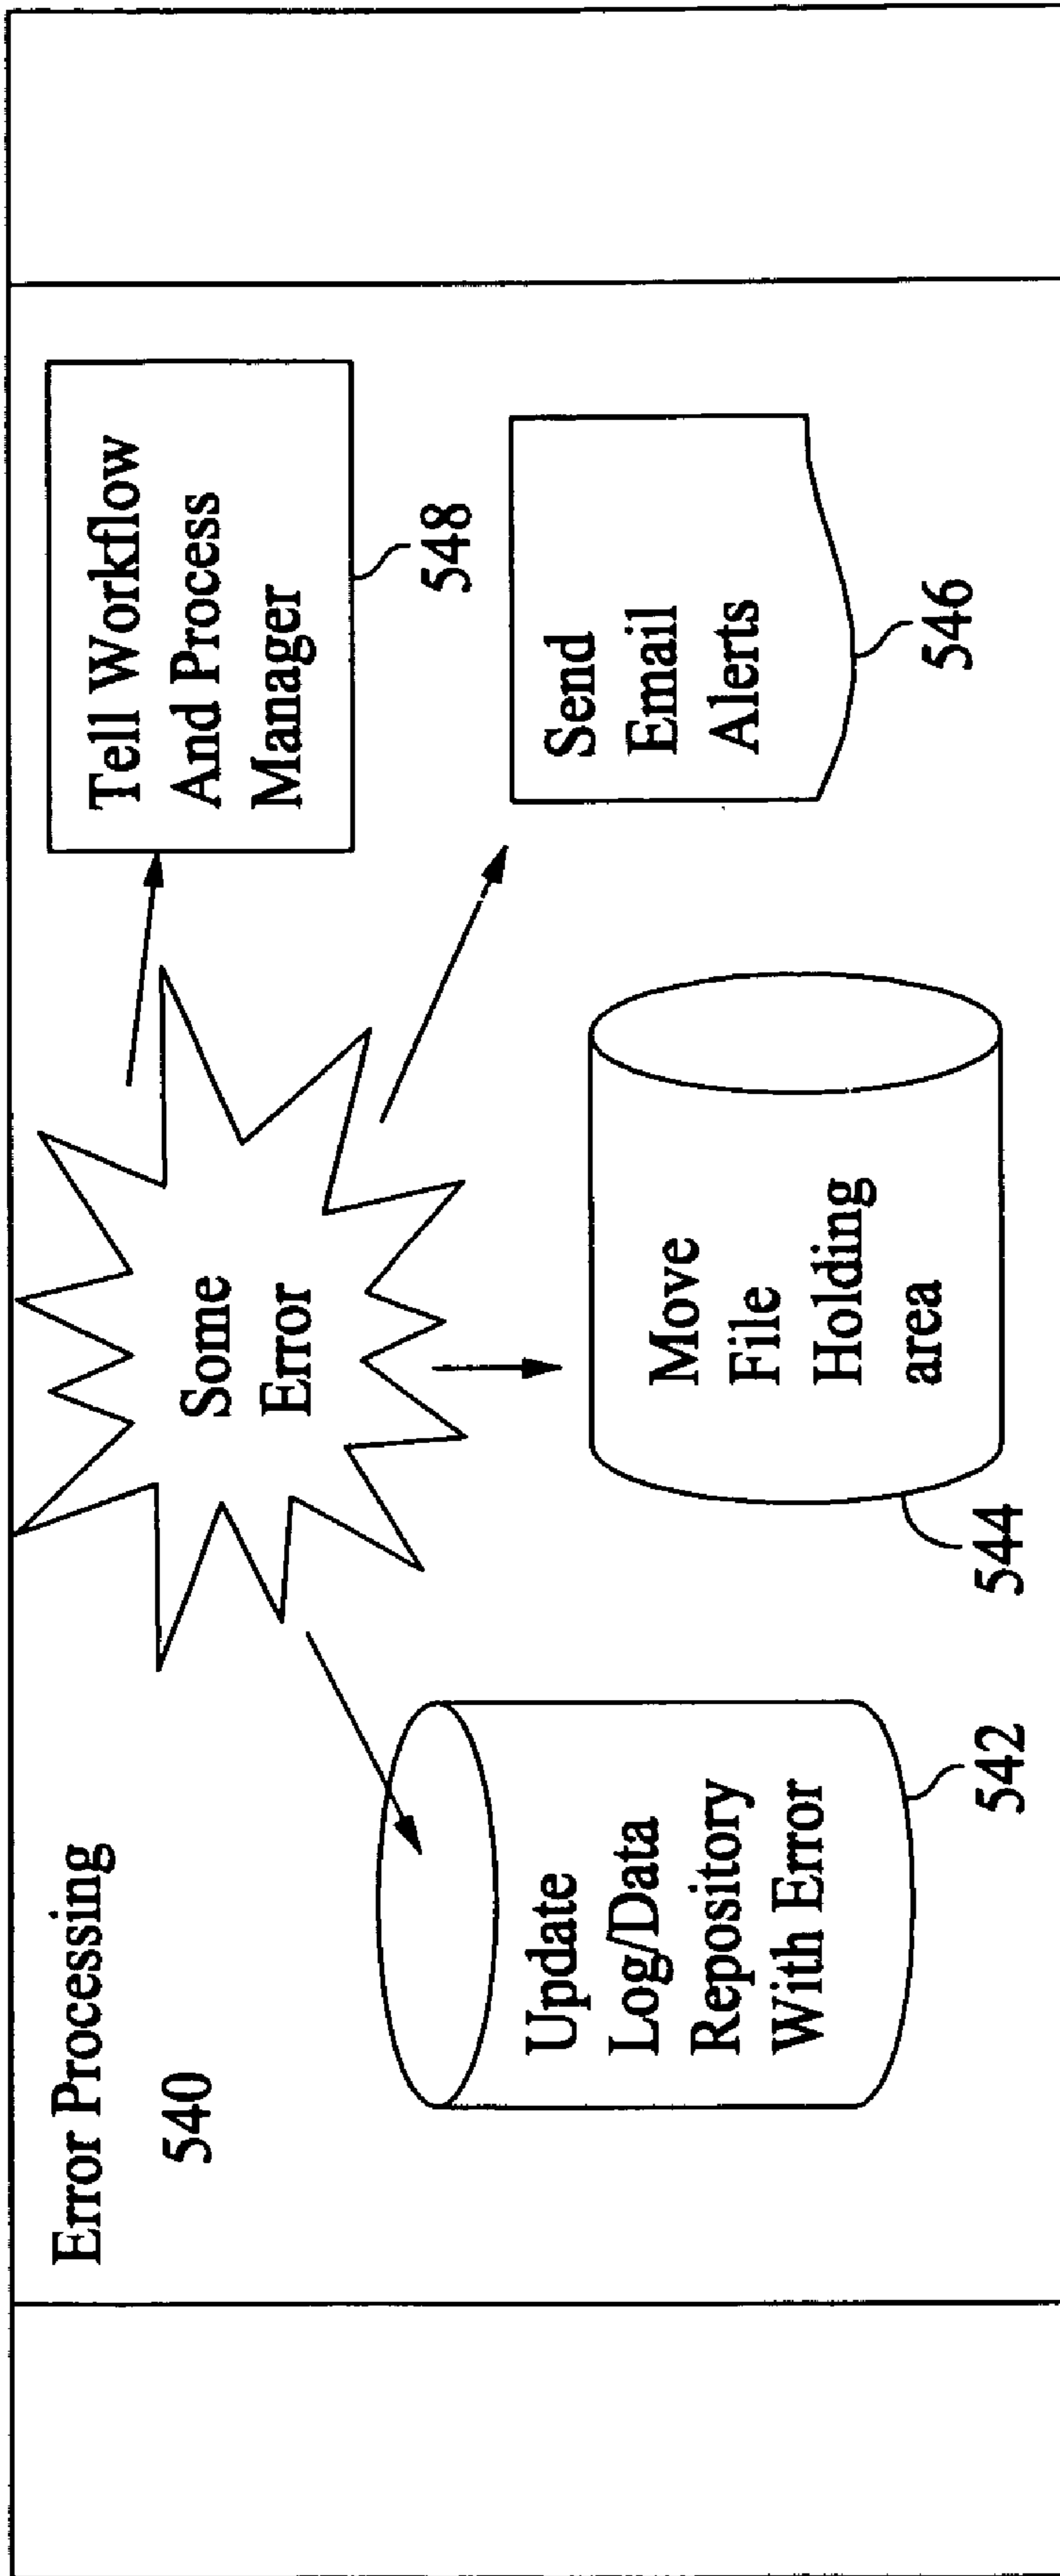 Error Processing
540
Some
Error
Tell Workflow
And Process
Manager
548
Update
Log/Data
Repository
With Error
542
Move
File
Holding
area
544
Send
Email
Alerts
546